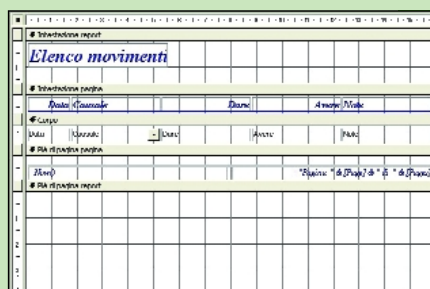 Intestazione report
Elenco movimenti
Intestazione pagina
Data Causale Dare Avere Note
Corpo
Data Causale Dare Avere Note
Piè di pagina pagina
="Pagina " & [Page] & " di " & [Pages]
Piè di pagina report